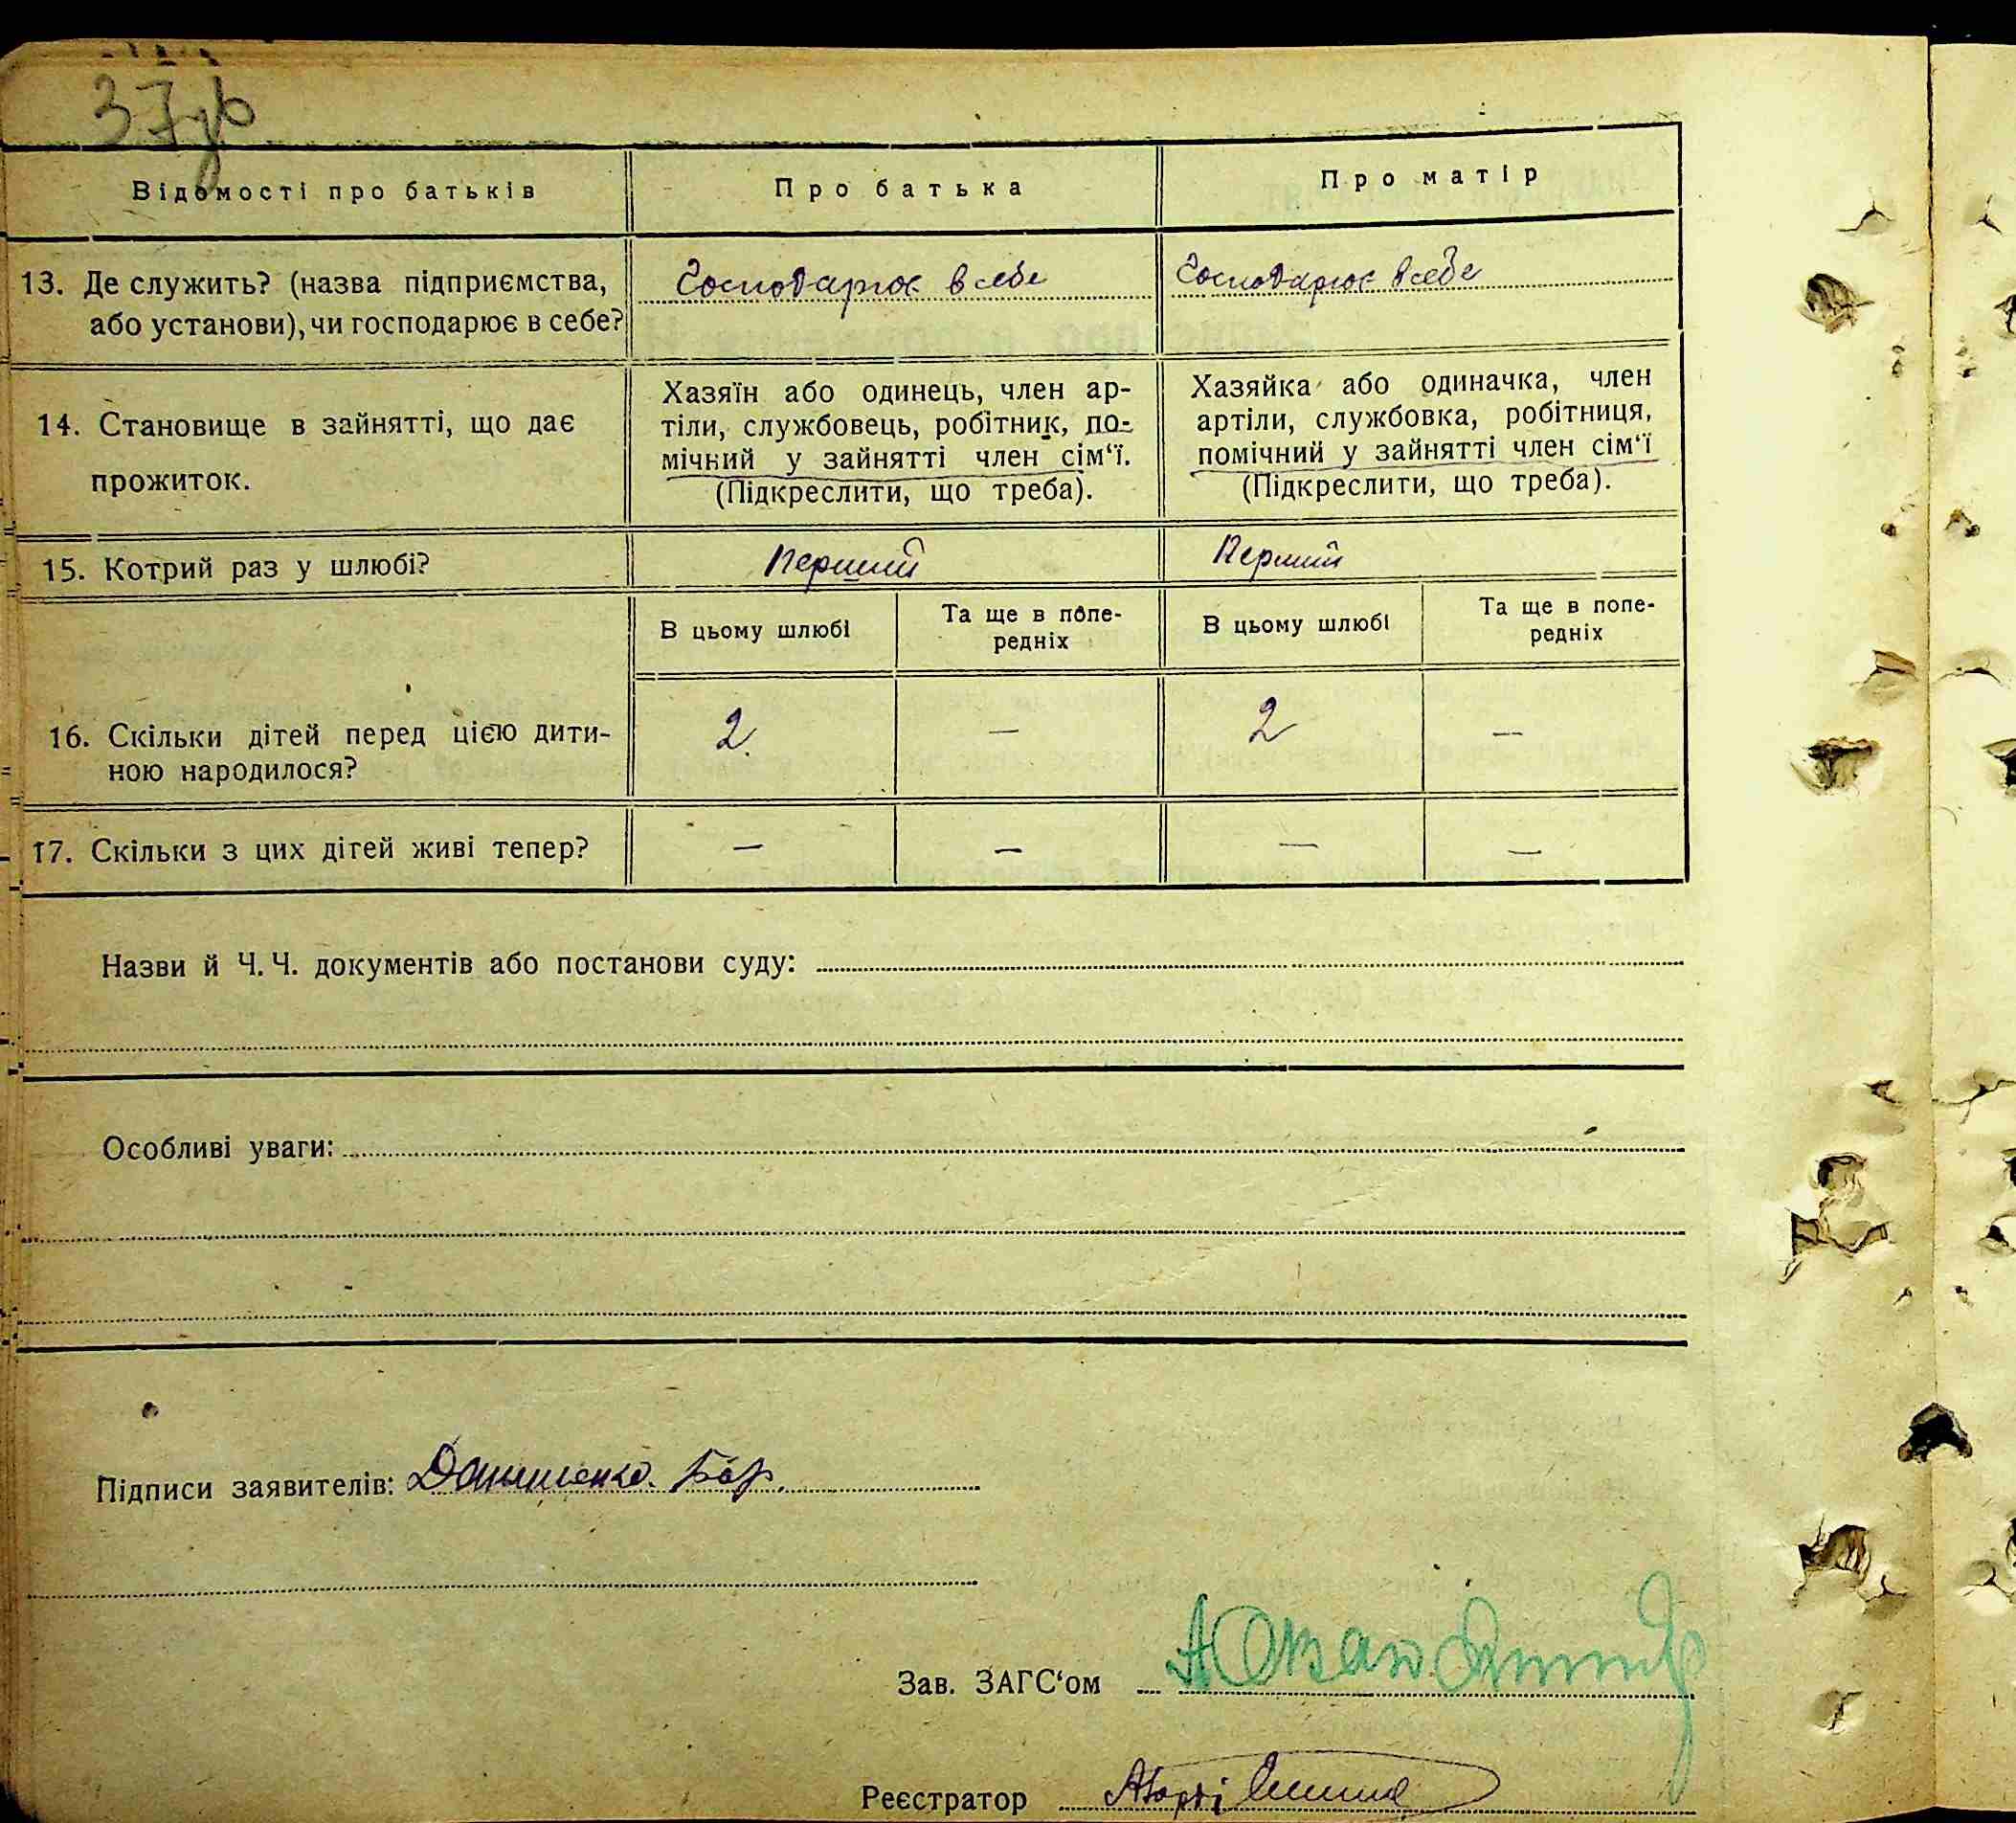 37
Відомості про батьків
Про батька
Про матір
13. Де служить? (назва підприємства,
або установи), чи господарює в себе?
Господарює в себе
Господарює в себе
14. Становище в зайнятті, що дає
прожиток.
Хазяїн або одинець, член ар-
тіли, службовець, робітник, по-
мічний у зайнятті член сім‘ї.
(Підкреслити, що треба).
Хазяйка або одиначка, член
артіли, службовка, робітниця,
помічний у зайнятті член сім‘ї
(Підкреслити, що треба).
15. Котрий раз у шлюбі?
Перший
Перший
В цьому шлюбі
Та ще в попе-
редніх
В цьому шлюбі
Та ще в попе-
редніх
16. Скільки дітей перед цією дити-
ною народилося?
2
—
2
—
17. Скільки з цих дітей живі тепер?
—
—
—
—
Назви й Ч. Ч. документів або постанови суду:
Особливі уваги:
Підписи заявителів:
Зав. ЗАГС‘ом
Реєстратор